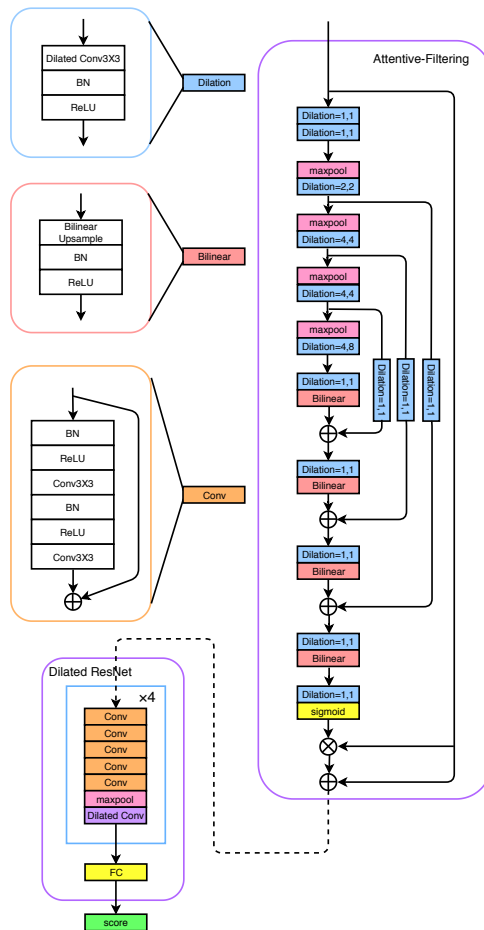 Dilated Conv3X3
BN
ReLU
Dilation
Bilinear
Upsample
BN
ReLU
Bilinear
BN
ReLU
Conv3X3
BN
ReLU
Conv3X3
Conv
Dilated ResNet
×4
Conv
Conv
Conv
Conv
Conv
maxpool
Dilated Conv
FC
score
Attentive-Filtering
Dilation=1,1
Dilation=1,1
maxpool
Dilation=2,2
maxpool
Dilation=4,4
maxpool
Dilation=4,4
maxpool
Dilation=4,8
Dilation=1,1
Bilinear
Dilation=1,1
Dilation=1,1
Dilation=1,1
Dilation=1,1
Bilinear
Dilation=1,1
Bilinear
Dilation=1,1
Bilinear
Dilation=1,1
sigmoid